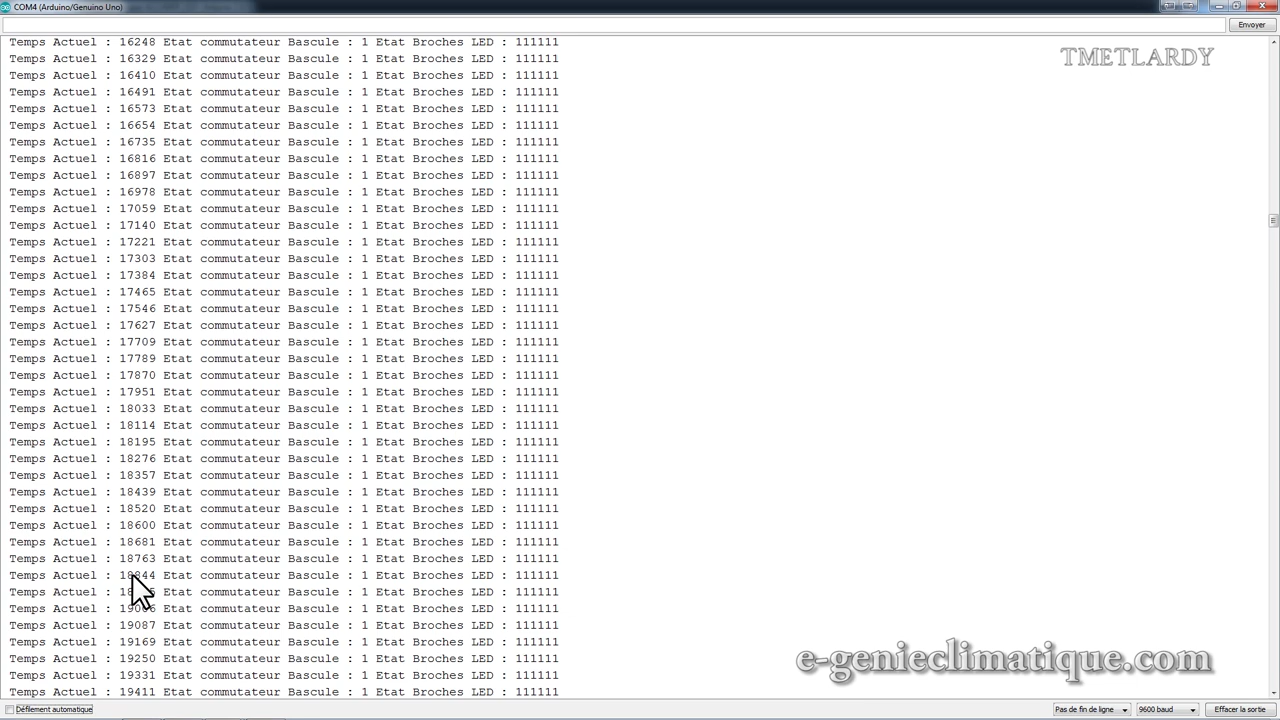 COM4 (Arduino/Genuino Uno)
Envoyer
Temps Actuel : 16248 Etat commutateur Bascule : 1 Etat Broches LED : 111111
TMETLARDY
Temps Actuel : 16329 Etat commutateur Bascule : 1 Etat Broches LED : 111111
Temps Actuel : 16410 Etat commutateur Bascule : 1 Etat Broches LED : 111111
Temps Actuel : 16491 Etat commutateur Bascule : 1 Etat Broches LED : 111111
Temps Actuel : 16573 Etat commutateur Bascule : 1 Etat Broches LED : 111111
Temps Actuel : 16654 Etat commutateur Bascule : 1 Etat Broches LED : 111111
Temps Actuel : 16735 Etat commutateur Bascule : 1 Etat Broches LED : 111111
Temps Actuel : 16816 Etat commutateur Bascule : 1 Etat Broches LED : 111111
Temps Actuel : 16897 Etat commutateur Bascule : 1 Etat Broches LED : 111111
Temps Actuel : 16978 Etat commutateur Bascule : 1 Etat Broches LED : 111111
Temps Actuel : 17059 Etat commutateur Bascule : 1 Etat Broches LED : 111111
Temps Actuel : 17140 Etat commutateur Bascule : 1 Etat Broches LED : 111111
Temps Actuel : 17221 Etat commutateur Bascule : 1 Etat Broches LED : 111111
Temps Actuel : 17303 Etat commutateur Bascule : 1 Etat Broches LED : 111111
Temps Actuel : 17384 Etat commutateur Bascule : 1 Etat Broches LED : 111111
Temps Actuel : 17465 Etat commutateur Bascule : 1 Etat Broches LED : 111111
Temps Actuel : 17546 Etat commutateur Bascule : 1 Etat Broches LED : 111111
Temps Actuel : 17627 Etat commutateur Bascule : 1 Etat Broches LED : 111111
Temps Actuel : 17709 Etat commutateur Bascule : 1 Etat Broches LED : 111111
Temps Actuel : 17789 Etat commutateur Bascule : 1 Etat Broches LED : 111111
Temps Actuel : 17870 Etat commutateur Bascule : 1 Etat Broches LED : 111111
Temps Actuel : 17951 Etat commutateur Bascule : 1 Etat Broches LED : 111111
Temps Actuel : 18033 Etat commutateur Bascule : 1 Etat Broches LED : 111111
Temps Actuel : 18114 Etat commutateur Bascule : 1 Etat Broches LED : 111111
Temps Actuel : 18195 Etat commutateur Bascule : 1 Etat Broches LED : 111111
Temps Actuel : 18276 Etat commutateur Bascule : 1 Etat Broches LED : 111111
Temps Actuel : 18357 Etat commutateur Bascule : 1 Etat Broches LED : 111111
Temps Actuel : 18439 Etat commutateur Bascule : 1 Etat Broches LED : 111111
Temps Actuel : 18520 Etat commutateur Bascule : 1 Etat Broches LED : 111111
Temps Actuel : 18600 Etat commutateur Bascule : 1 Etat Broches LED : 111111
Temps Actuel : 18681 Etat commutateur Bascule : 1 Etat Broches LED : 111111
Temps Actuel : 18763 Etat commutateur Bascule : 1 Etat Broches LED : 111111
Temps Actuel : 18844 Etat commutateur Bascule : 1 Etat Broches LED : 111111
Temps Actuel : Etat commutateur Bascule : 1 Etat Broches LED : 111111
Temps Actuel : Etat commutateur Bascule : 1 Etat Broches LED : 111111
Temps Actuel : 19087 Etat commutateur Bascule : 1 Etat Broches LED : 111111
Temps Actuel : 19169 Etat commutateur Bascule : 1 Etat Broches LED : 111111
Temps Actuel : 19250 Etat commutateur Bascule : 1 Etat Broches LED : 111111
Temps Actuel : 19331 Etat commutateur Bascule : 1 Etat Broches LED : 111111
Temps Actuel : 19411 Etat commutateur Bascule : 1 Etat Broches LED : 111111
e-genieclimatique.com
Défilement automatique
Pas de fin de ligne
9600 baud
Effacer la sortie